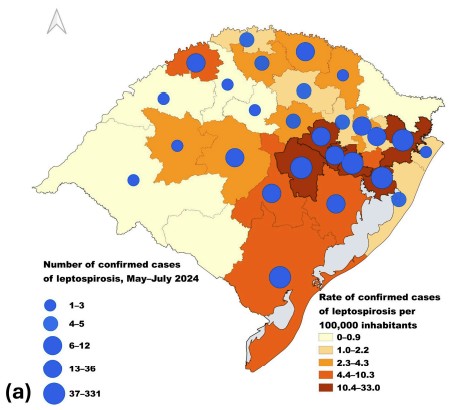 Number of confirmed cases
of leptospirosis, May–July 2024
1–3
4–5
6–12
13–36
37–331
Rate of confirmed cases
of leptospirosis per
100,000 inhabitants
0–0.9
1.0–2.2
2.3–4.3
4.4–10.3
10.4–33.0
(a)